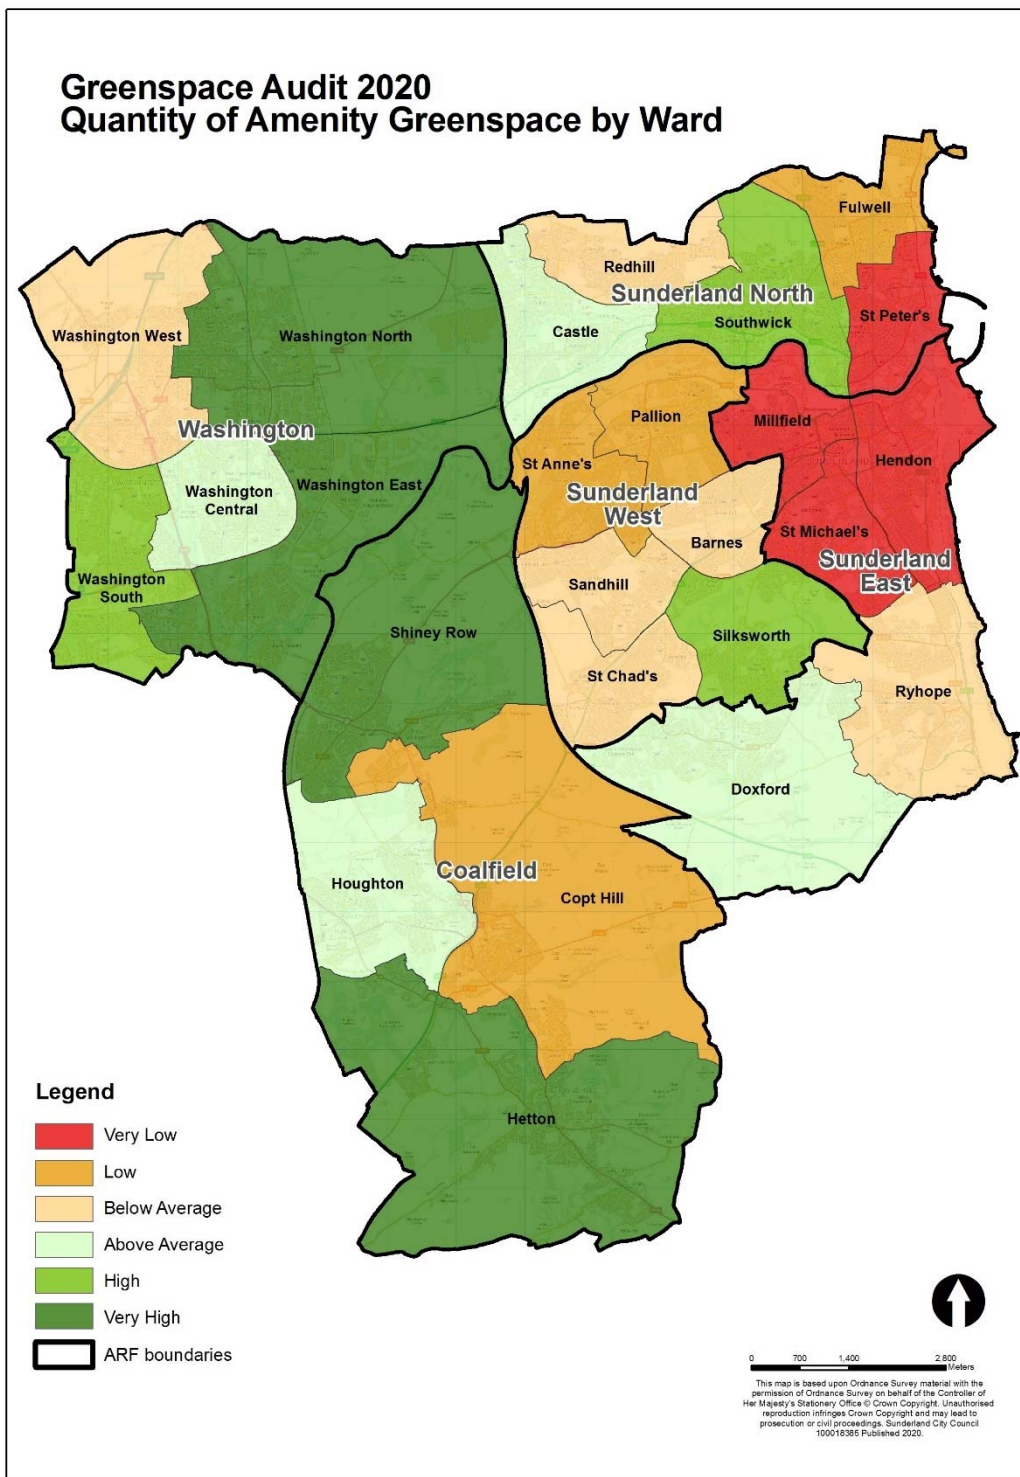 Greenspace Audit 2020
Quantity of Amenity Greenspace by Ward
Fulwell
Redhill
Sunderland North
St Peter's
Southwick
Castle
Washington West
Washington North
Pallion
Millfield
Washington
Hendon
St Anne's
Washington East
Washington
Central
Sunderland
West
St Michael's
Barnes
Sunderland
East
Washington
South
Sandhill
Shiney Row
Silksworth
St Chad's
Ryhope
Doxford
Coalfield
Houghton
Copt Hill
Hetton
Legend
Very Low
Low
Below Average
Above Average
High
Very High
ARF boundaries
0 700 1,400 2,800
Meters
This map is based upon Ordnance Survey material with the
permission of Ordnance Survey on behalf of the Controller of
Her Majesty's Stationery Office © Crown Copyright. Unauthorised
reproduction infringes Crown Copyright and may lead to
prosecution or civil proceedings. Sunderland City Council
100018385 Published 2020.